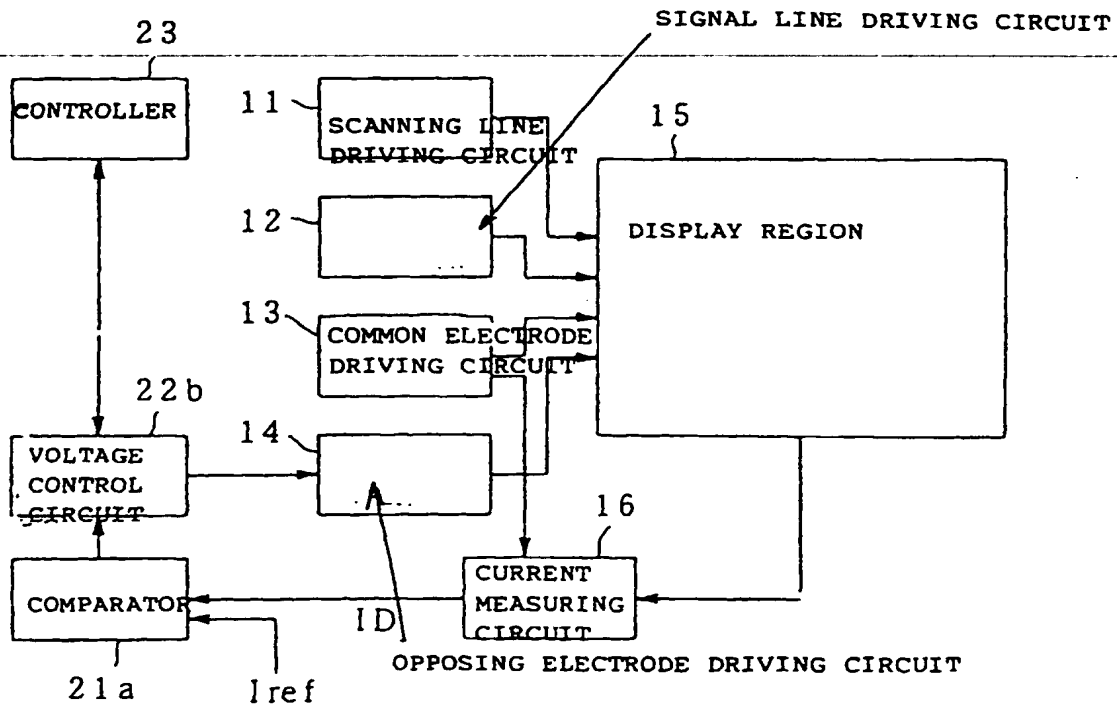 SIGNAL LINE DRIVING CIRCUIT
23
CONTROLLER
11
SCANNING LINE
DRIVING CIRCUIT
15
12
DISPLAY REGION
13
COMMON ELECTRODE
DRIVING CIRCUIT
22b
VOLTAGE
CONTROL
CIRCUIT
14
16
CURRENT
MEASURING
CIRCUIT
COMPARATOR
ID
OPPOSING ELECTRODE DRIVING CIRCUIT
21a
Iref